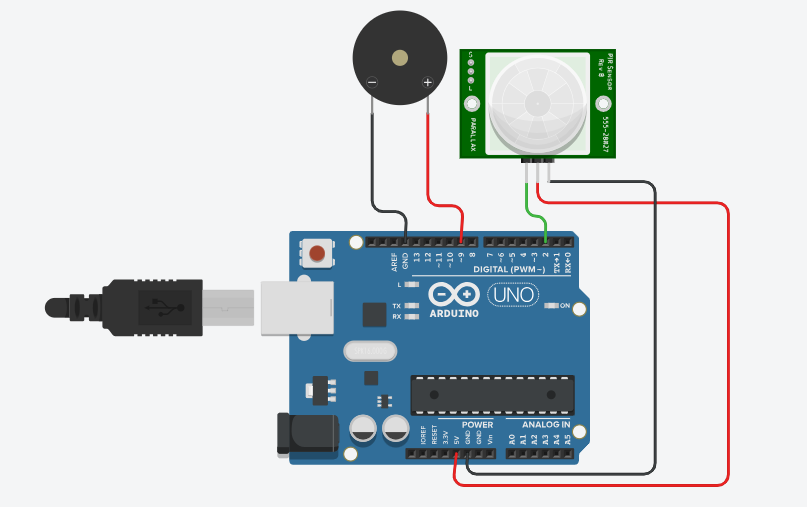 PIR SENSOR
Rev B
555-28027
PARALLAX
AREF
GND
13
12
~11
~10
~9
8
7
~6
~5
4
~3
2
TX→1
RX←0
DIGITAL (PWM~)
L
TX
RX
ARDUINO
UNO
ON
POWER
ANALOG IN
IOREF
RESET
3.3V
5V
GND
GND
Vin
A0
A1
A2
A3
A4
A5